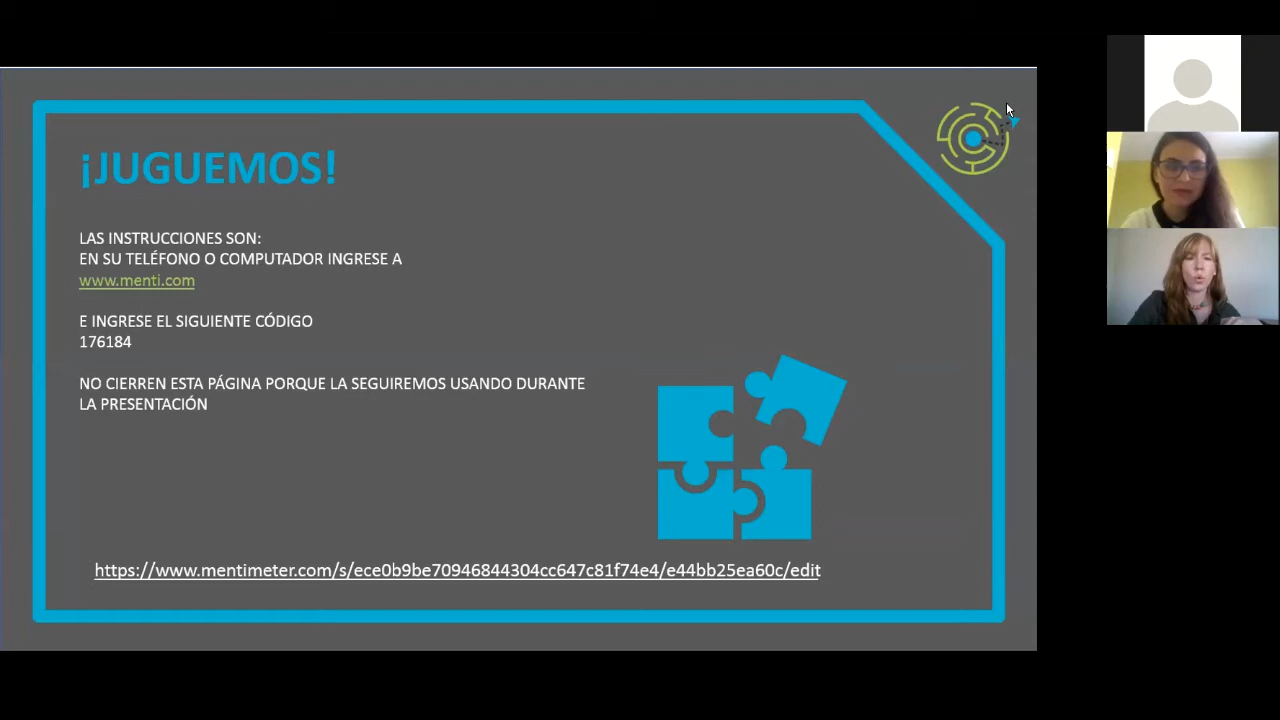 ¡JUGUEMOS!
LAS INSTRUCCIONES SON:
EN SU TELÉFONO O COMPUTADOR INGRESE A
www.menti.com
E INGRESE EL SIGUIENTE CÓDIGO
176184
NO CIERREN ESTA PÁGINA PORQUE LA SEGUIREMOS USANDO DURANTE
LA PRESENTACIÓN
https://www.mentimeter.com/s/ece0b9be70946844304cc647c81f74e4/e44bb25ea60c/edit